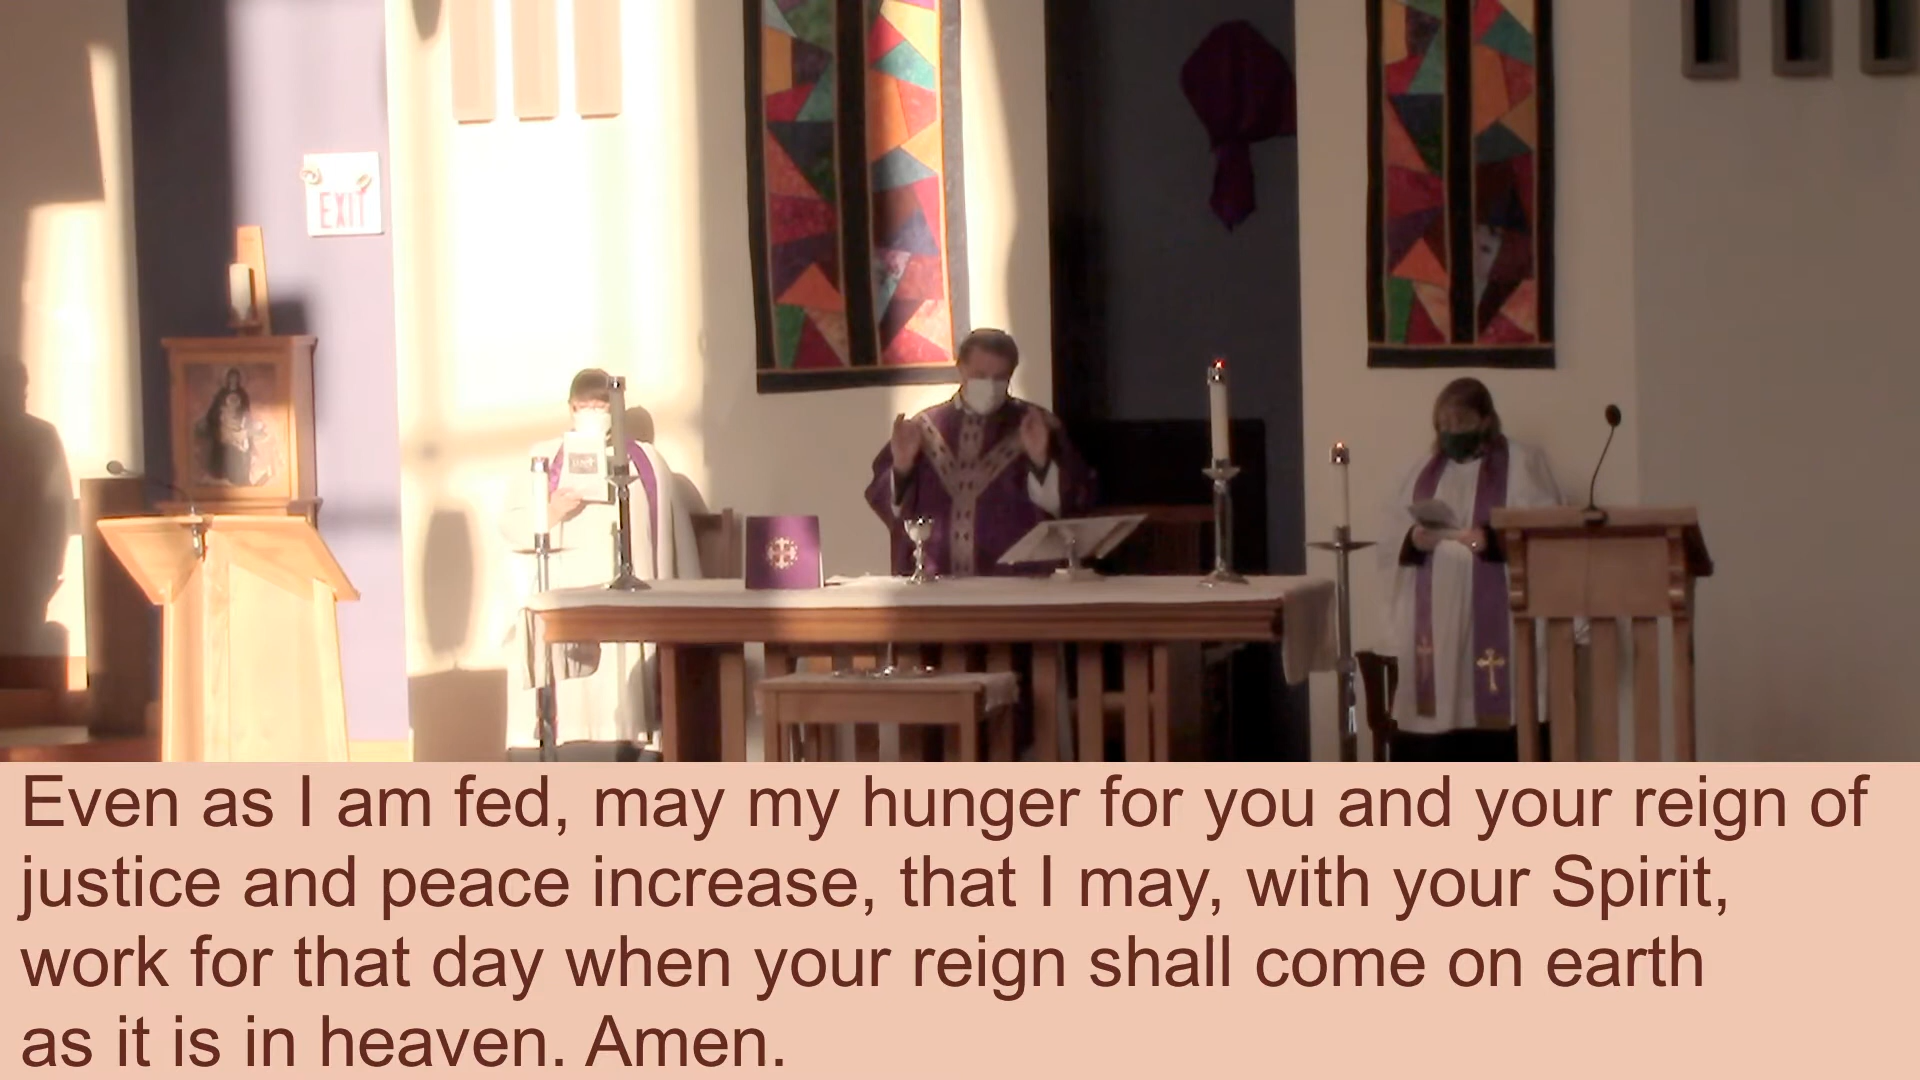 EXIT
Even as I am fed, may my hunger for you and your reign of
justice and peace increase, that I may, with your Spirit,
work for that day when your reign shall come on earth
as it is in heaven. Amen.